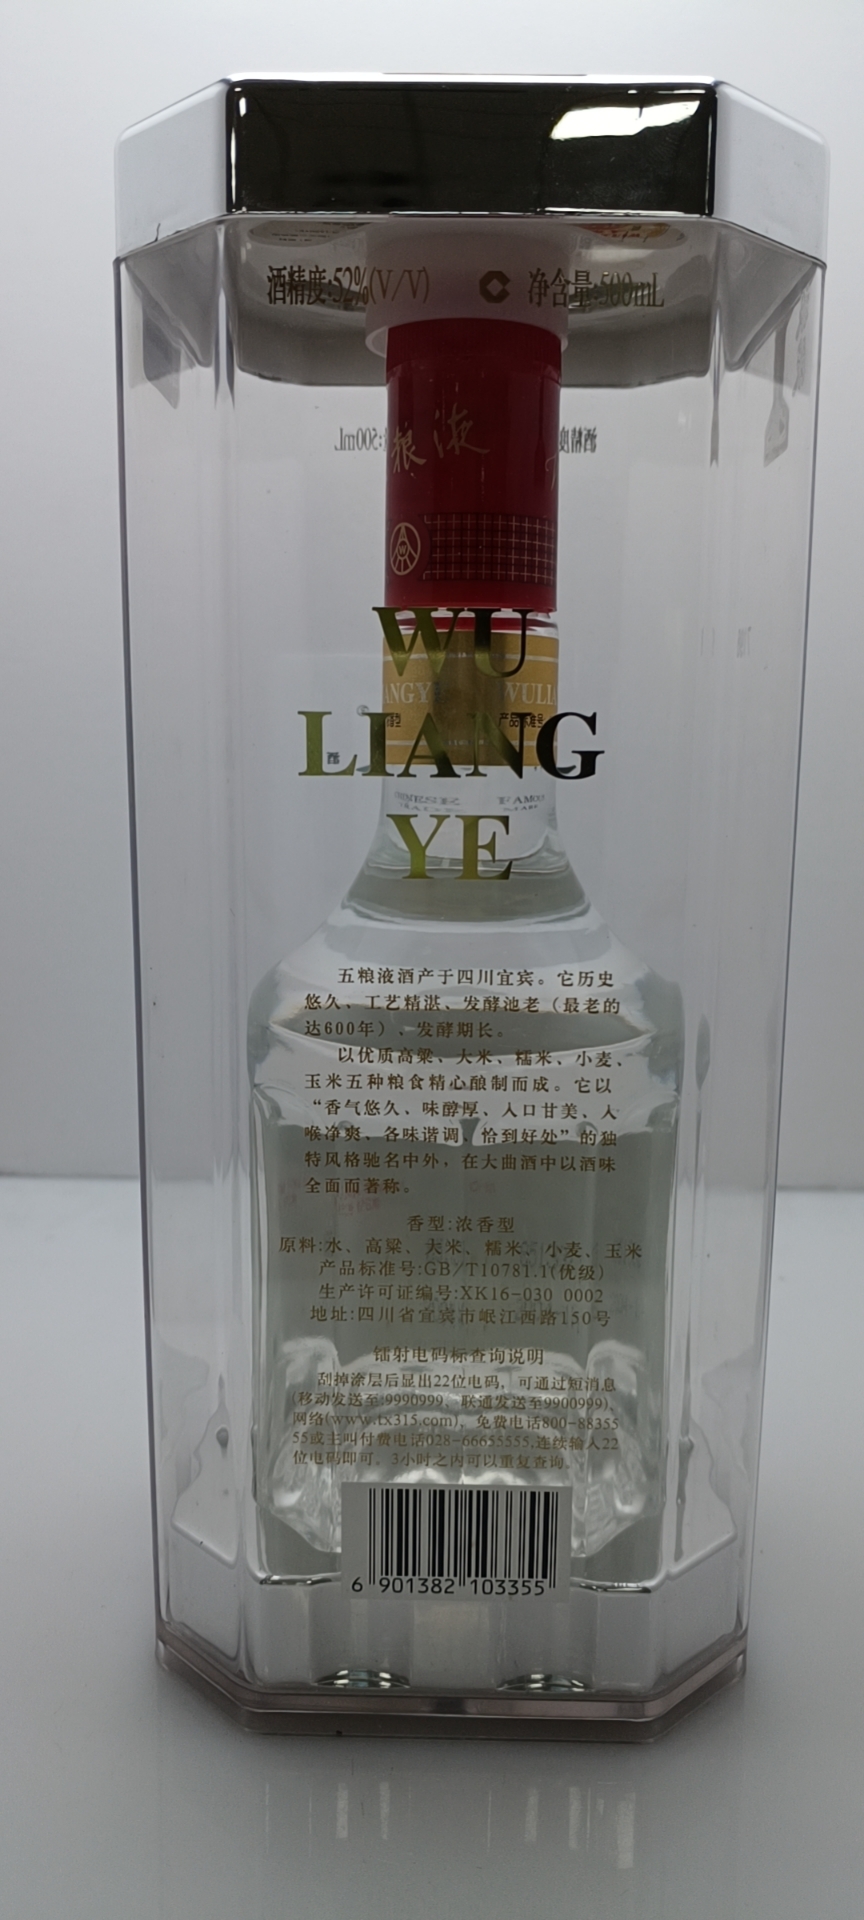 酒精度:52%(V/V) 净含量:500mL
粮液
WU
LIANG
YE
五粮液酒产于四川宜宾。它历史
悠久、工艺精湛、发酵池老（最老的
达600年）、发酵期长。
以优质高粱、大米、糯米、小麦、
玉米五种粮食精心酿制而成。它以
“香气悠久、味醇厚、入口甘美、入
喉净爽、各味谐调、恰到好处”的独
特风格驰名中外，在大曲酒中以酒味
全面而著称。
香型:浓香型
原料:水、高粱、大米、糯米、小麦、玉米
产品标准号:GB/T10781.1(优级)
生产许可证编号:XK16-030 0002
地址:四川省宜宾市岷江西路150号
镭射电码标查询说明
刮掉涂层后显出22位电码，可通过短消息
(移动发送至:9990999、联通发送至9900999)、
网络(www.tx315.com)，免费电话800-88355
55或主叫付费电话028-66655555,连续输入22
位电码即可。3小时之内可以重复查询。
6 901382 103355